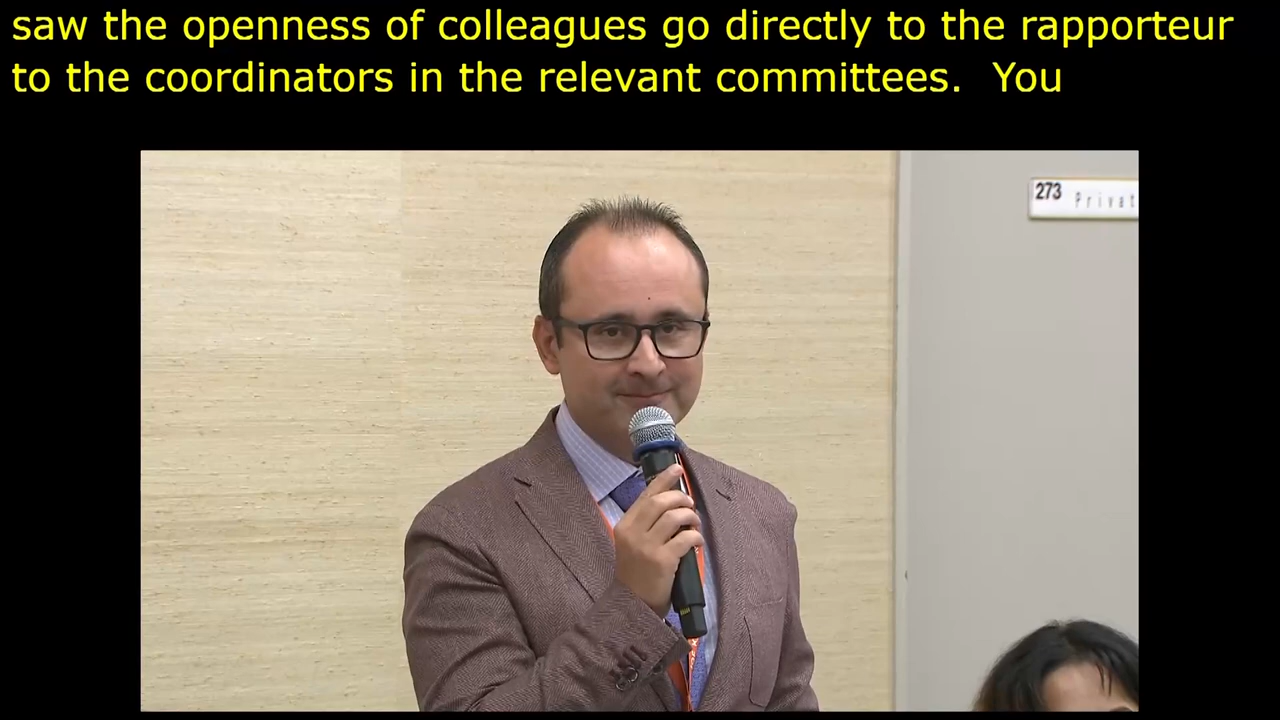 saw the openness of colleagues go directly to the rapporteur
to the coordinators in the relevant committees.  You
273 Privat